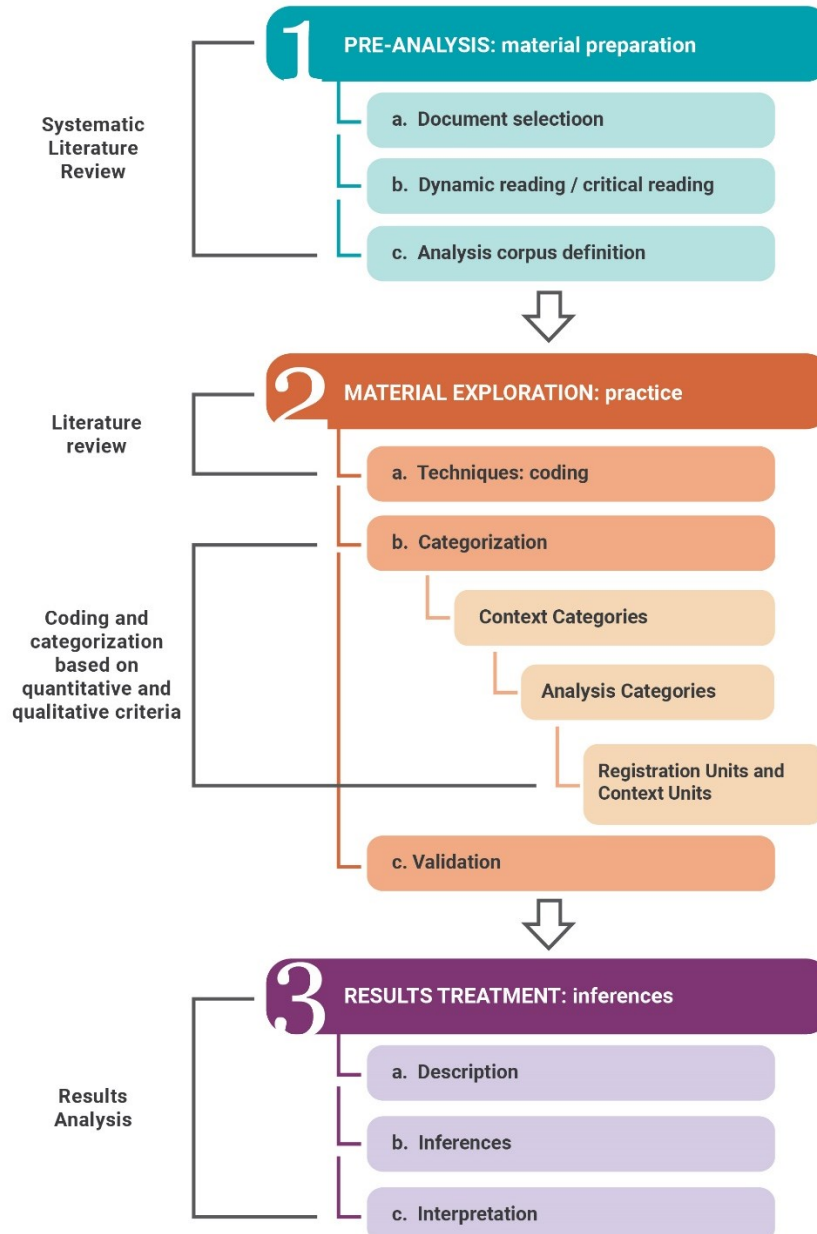 1 PRE-ANALYSIS: material preparation
a. Document selectioon
Systematic
Literature
Review
b. Dynamic reading / critical reading
c. Analysis corpus definition
2 MATERIAL EXPLORATION: practice
Literature
review
a. Techniques: coding
b. Categorization
Context Categories
Coding and
categorization
based on
quantitative and
qualitative criteria
Analysis Categories
Registration Units and
Context Units
c. Validation
3 RESULTS TREATMENT: inferences
a. Description
Results
Analysis
b. Inferences
c. Interpretation